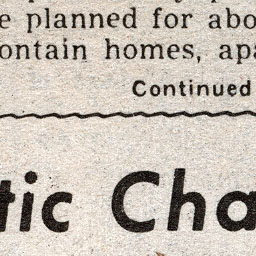 e planned for abo
ontain homes, apa
Continued
tic Cha